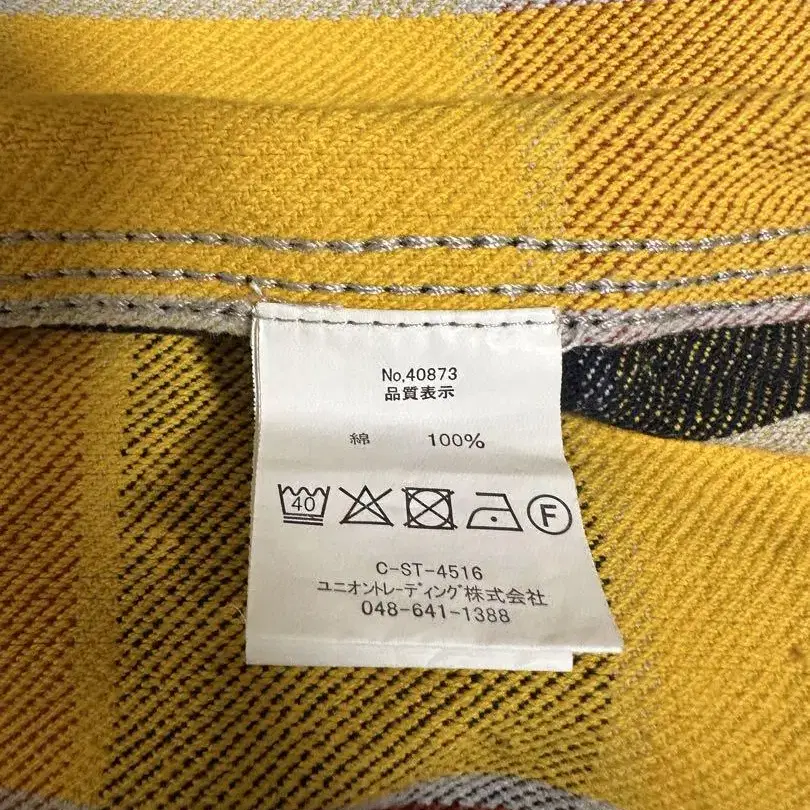 No,40873
品質表示
綿 100%
40 F
C-ST-4516
ユニオントレーディング株式会社
048-641-1388